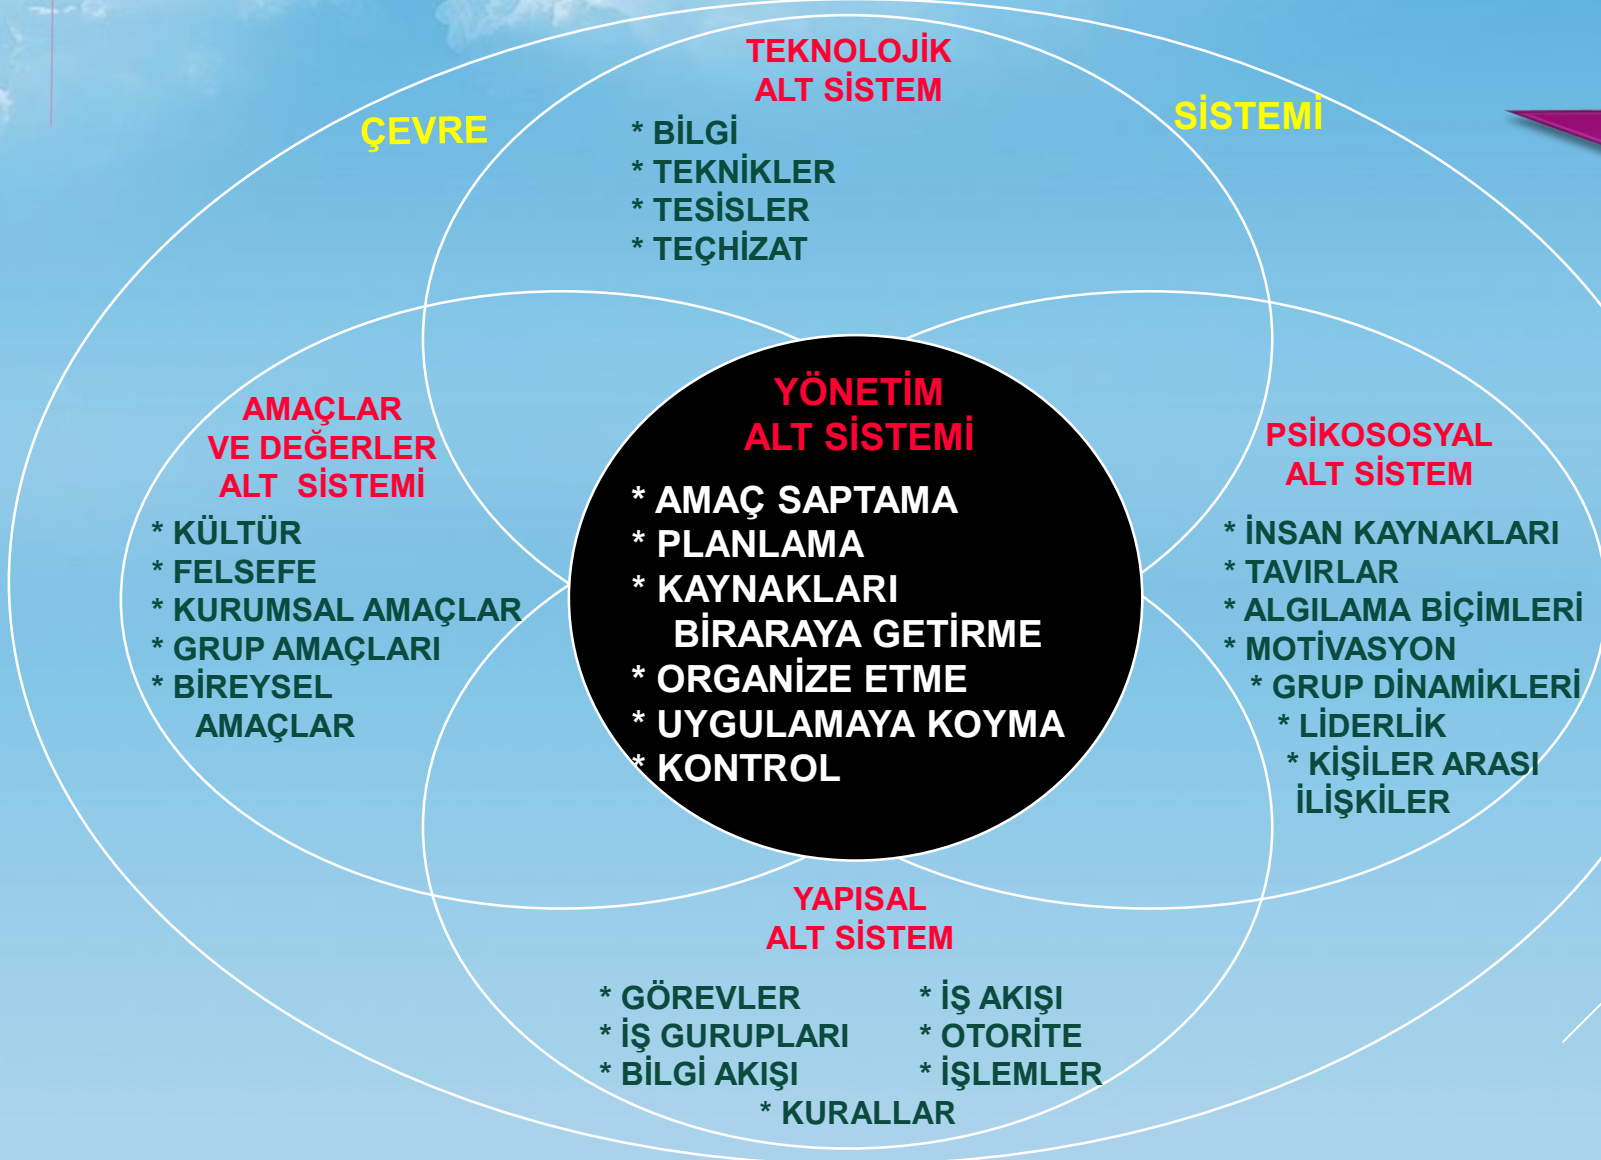 TEKNOLOJİK
ALT SİSTEM
ÇEVRE
SİSTEMİ
* BİLGİ
* TEKNİKLER
* TESİSLER
* TEÇHİZAT
AMAÇLAR
VE DEĞERLER
ALT SİSTEMİ
* KÜLTÜR
* FELSEFE
* KURUMSAL AMAÇLAR
* GRUP AMAÇLARI
* BİREYSEL
AMAÇLAR
YÖNETİM
ALT SİSTEMİ
* AMAÇ SAPTAMA
* PLANLAMA
* KAYNAKLARI
BİRARAYA GETİRME
* ORGANİZE ETME
* UYGULAMAYA KOYMA
* KONTROL
PSİKOSOSYAL
ALT SİSTEM
* İNSAN KAYNAKLARI
* TAVIRLAR
* ALGILAMA BİÇİMLERİ
* MOTİVASYON
* GRUP DİNAMİKLERİ
* LİDERLİK
* KİŞİLER ARASI
İLİŞKİLER
YAPISAL
ALT SİSTEM
* GÖREVLER
* İŞ GURUPLARI
* BİLGİ AKIŞI
* İŞ AKIŞI
* OTORİTE
* İŞLEMLER
* KURALLAR